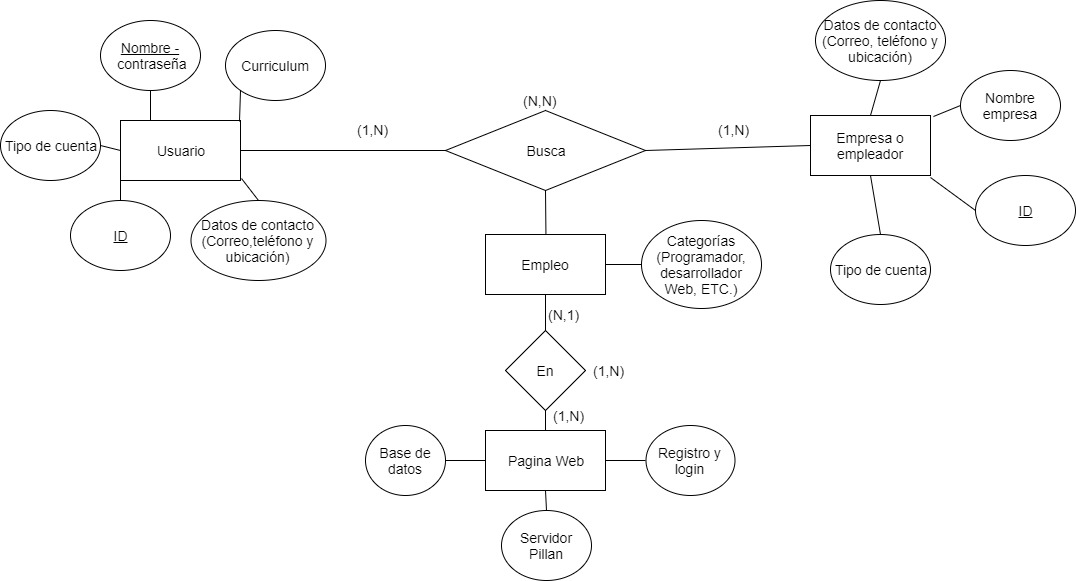 Nombre -
contraseña
Curriculum
Tipo de cuenta
Usuario
ID
Datos de contacto
(Correo,teléfono y
ubicación)
(1,N)
(N,N)
Busca
(1,N)
Datos de contacto
(Correo, teléfono y
ubicación)
Nombre
empresa
Empresa o
empleador
ID
Tipo de cuenta
Empleo
Categorías
(Programador,
desarrollador
Web, ETC.)
(N,1)
En
(1,N)
(1,N)
Base de
datos
Pagina Web
Registro y
login
Servidor
Pillan